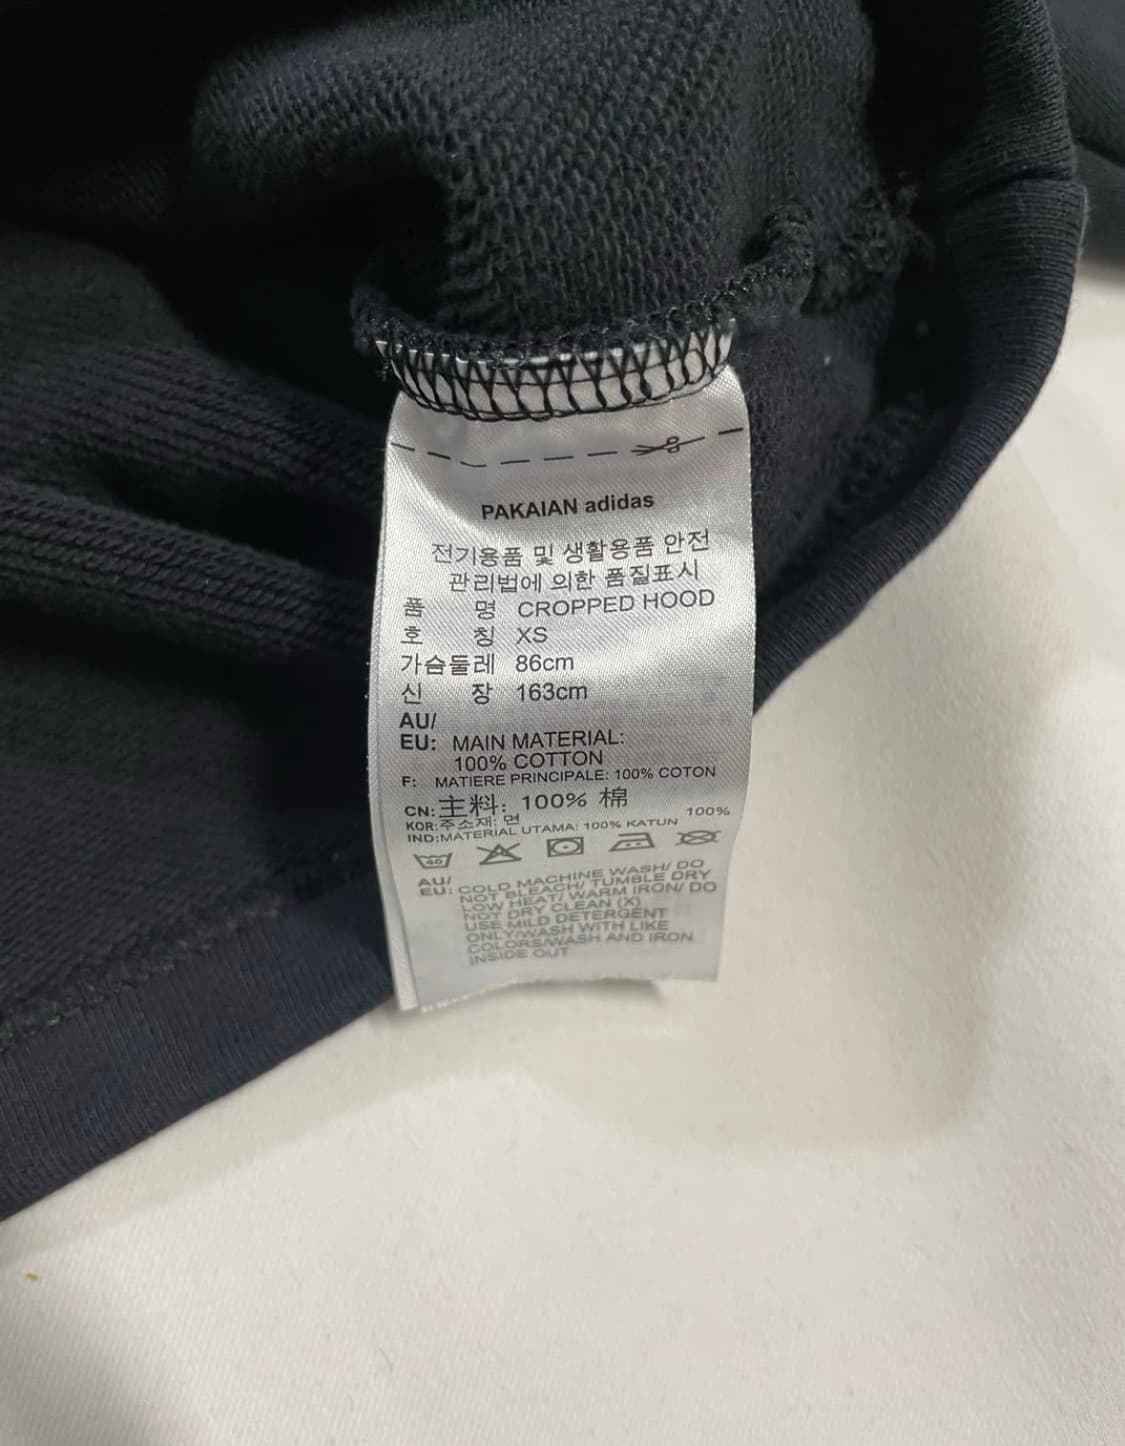 PAKAIAN adidas
전기용품 및 생활용품 안전
관리법에 의한 품질표시
품 명 CROPPED HOOD
호 칭 XS
가슴둘레 86cm
신 장 163cm
AU/
EU: MAIN MATERIAL:
100% COTTON
F: MATIERE PRINCIPALE: 100% COTON
CN: 主料: 100% 棉
KOR: 주소재: 면 100%
IND:MATERIAL UTAMA: 100% KATUN
40
AU/
EU: COLD MACHINE WASH/ DO
NOT BLEACH/ TUMBLE DRY
LOW HEAT/ WARM IRON/ DO
NOT DRY CLEAN (X)
USE MILD DETERGENT
ONLY/WASH WITH LIKE
COLORS/WASH AND IRON
INSIDE OUT